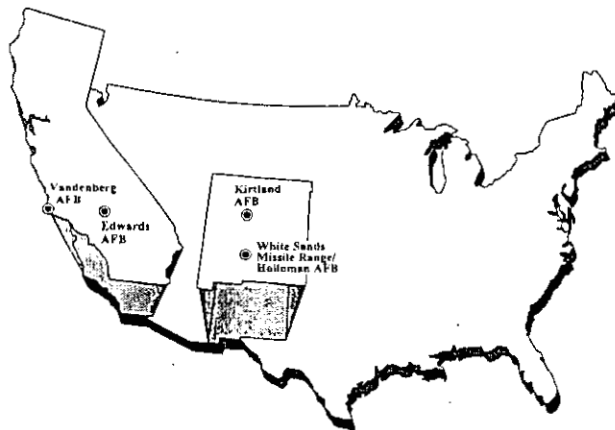 Vandenberg
AFB
Edwards
AFB
Kirtland
AFB
White Sands
Missile Range/
Holloman AFB